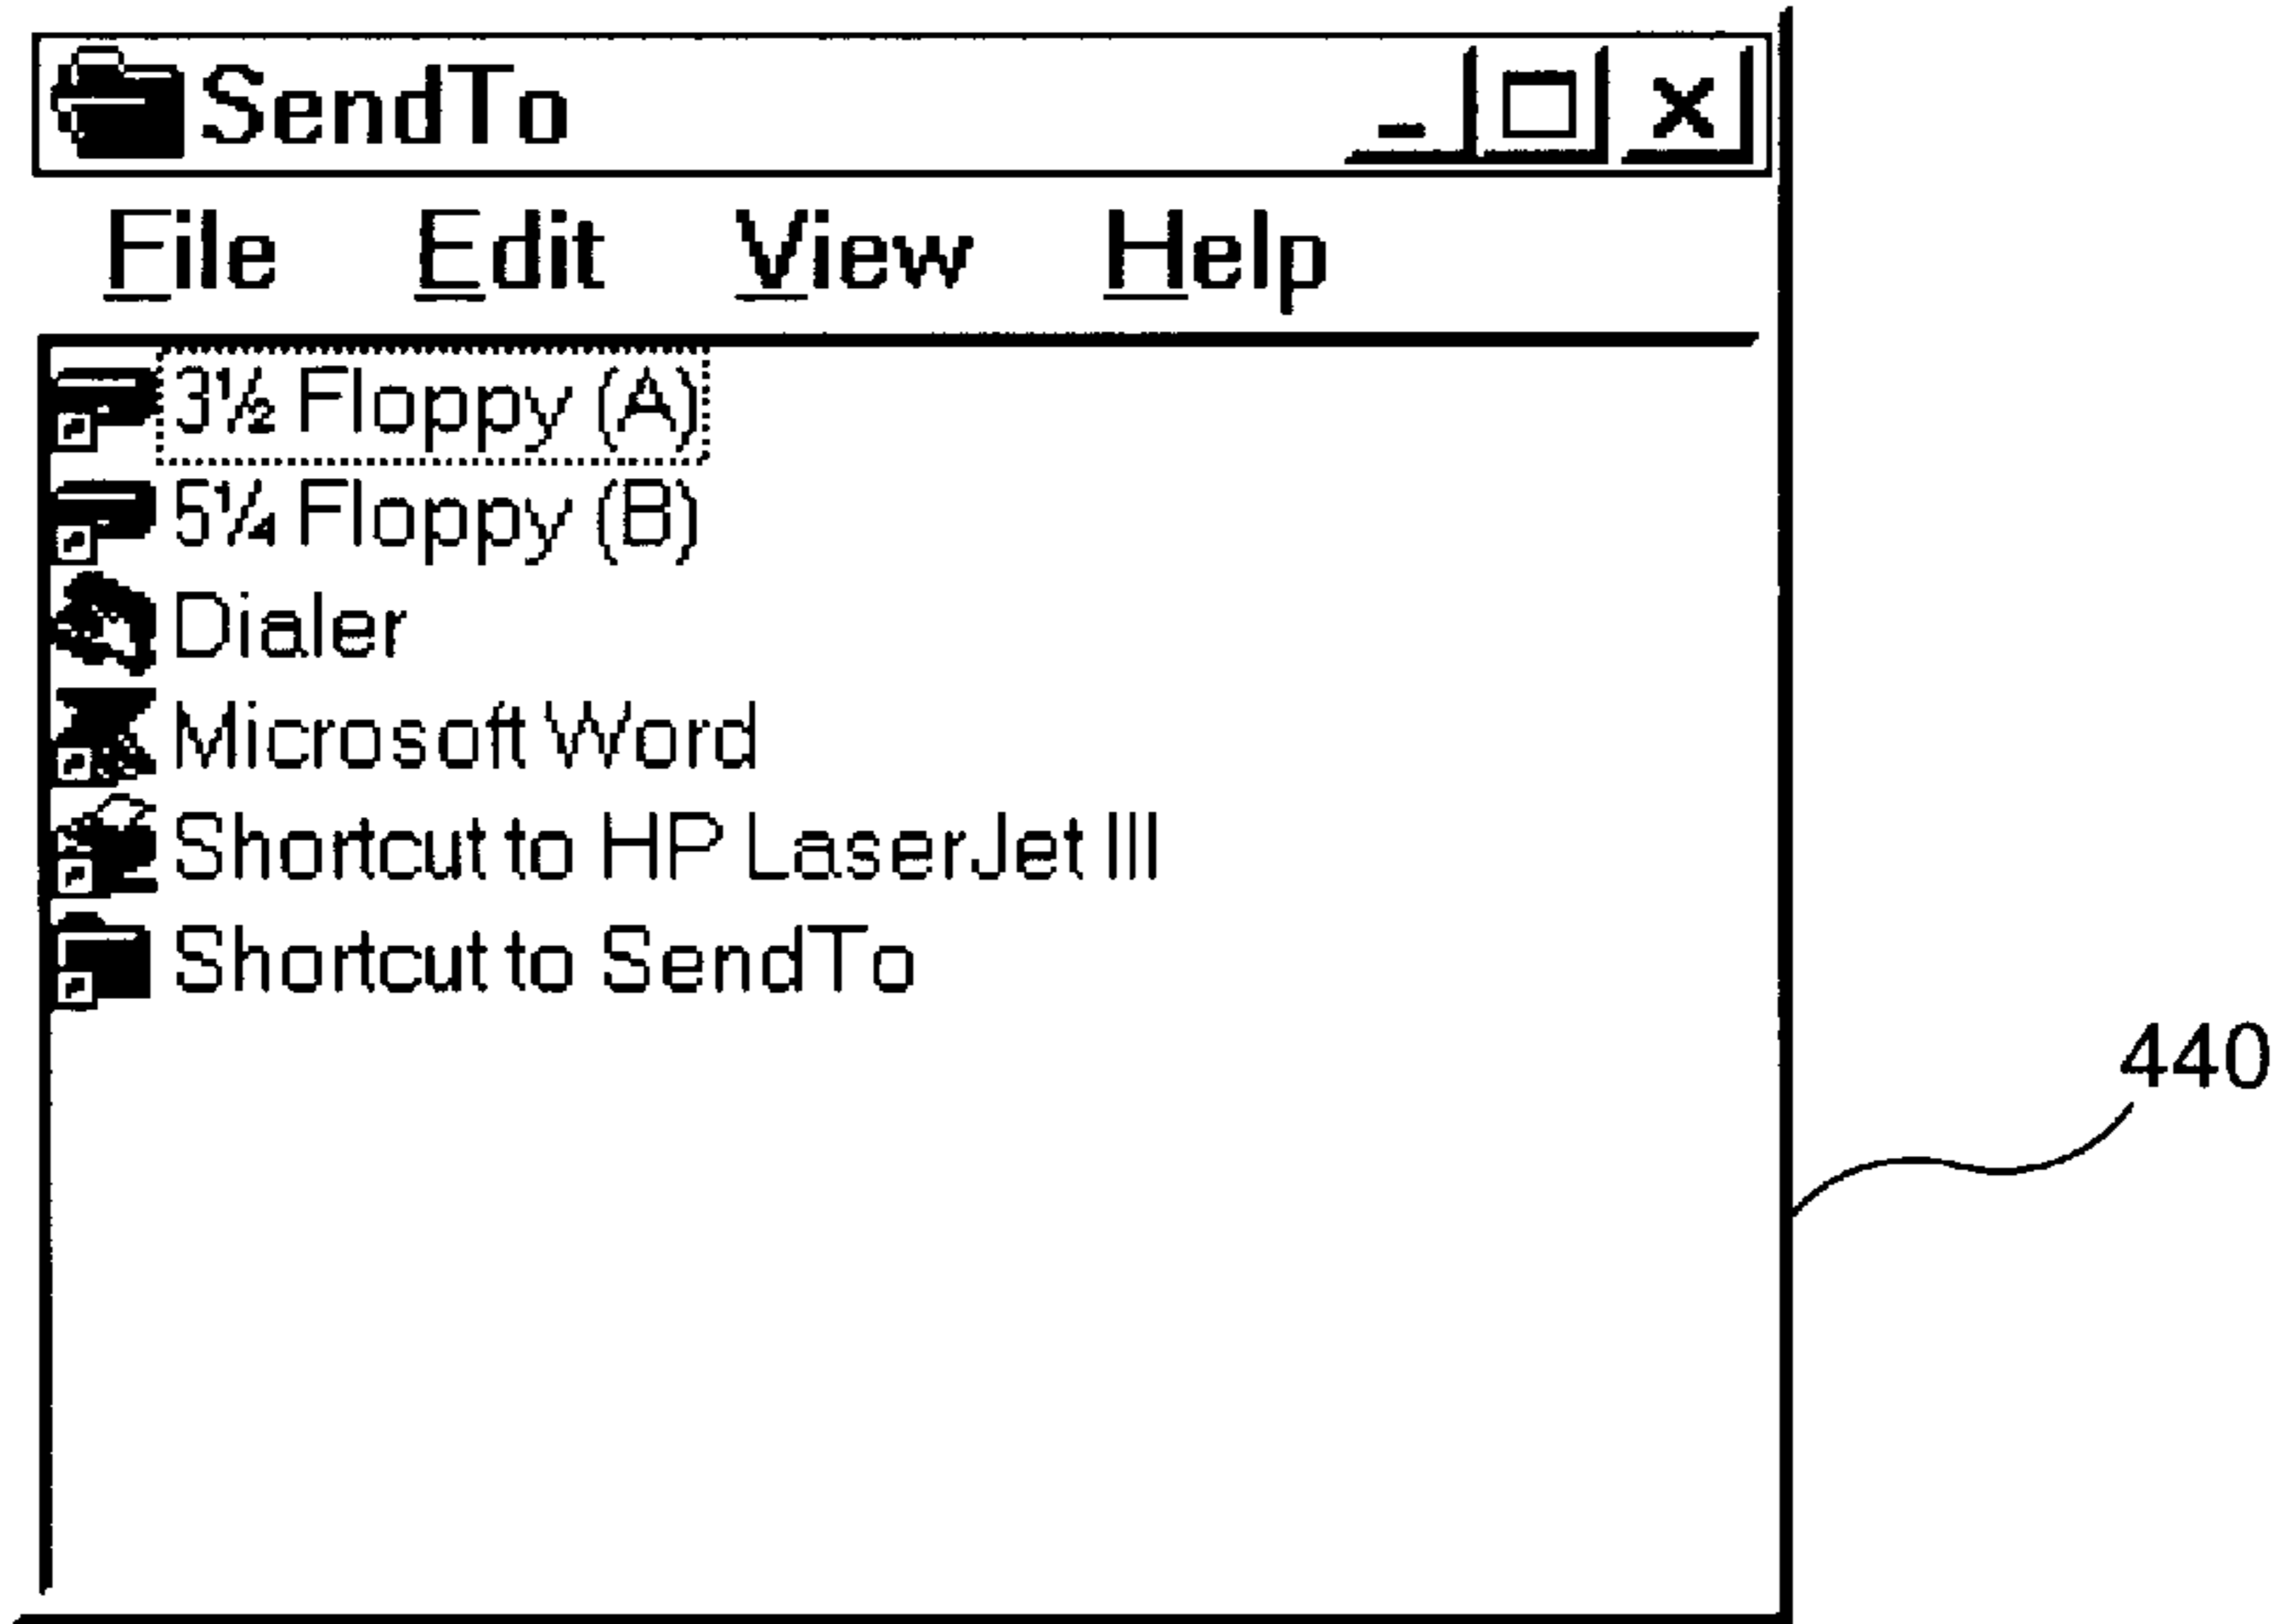 SendTo
File Edit View Help
3½ Floppy (A)
5¼ Floppy (B)
Dialer
Microsoft Word
Shortcut to HP LaserJet III
Shortcut to SendTo
440